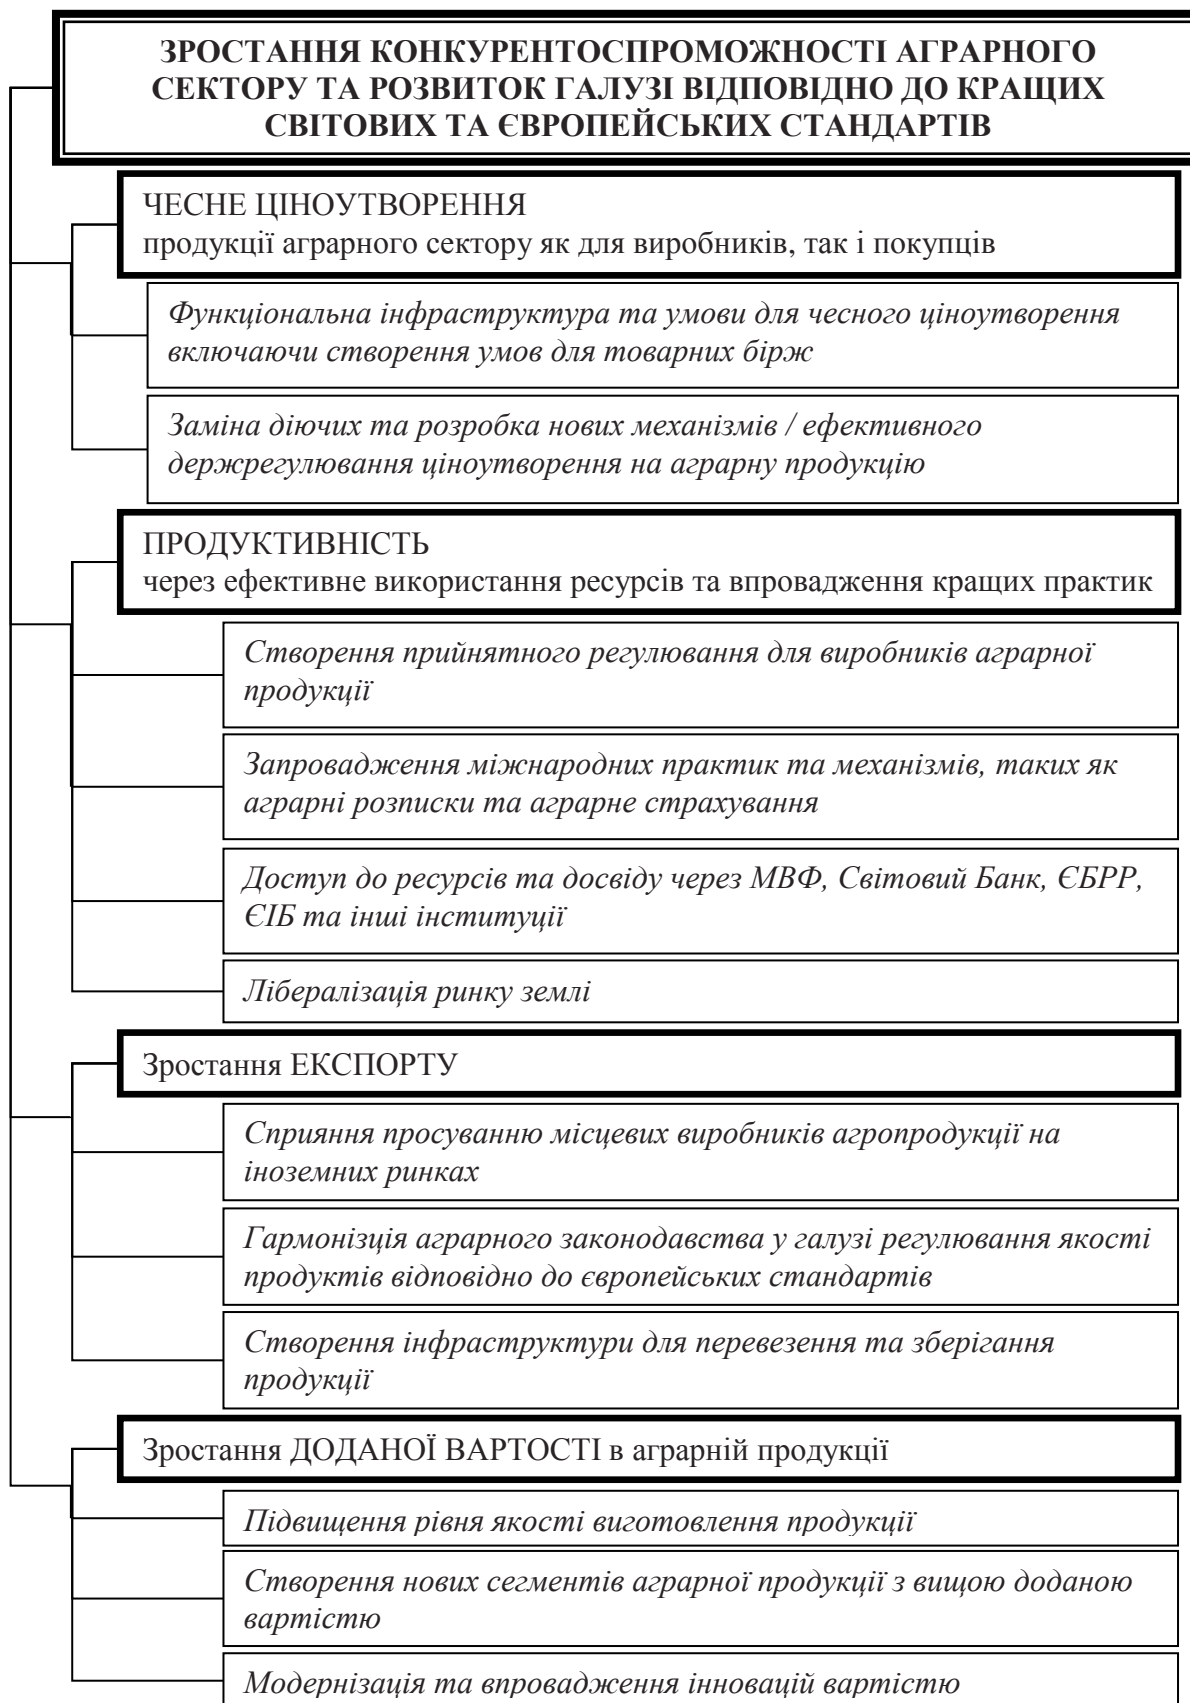 ЗРОСТАННЯ КОНКУРЕНТОСПРОМОЖНОСТІ АГРАРНОГО
СЕКТОРУ ТА РОЗВИТОК ГАЛУЗІ ВІДПОВІДНО ДО КРАЩИХ
СВІТОВИХ ТА ЄВРОПЕЙСЬКИХ СТАНДАРТІВ
ЧЕСНЕ ЦІНОУТВОРЕННЯ
продукції аграрного сектору як для виробників, так і покупців
Функціональна інфраструктура та умови для чесного ціноутворення
включаючи створення умов для товарних бірж
Заміна діючих та розробка нових механізмів / ефективного
держрегулювання ціноутворення на аграрну продукцію
ПРОДУКТИВНІСТЬ
через ефективне використання ресурсів та впровадження кращих практик
Створення прийнятного регулювання для виробників аграрної
продукції
Запровадження міжнародних практик та механізмів, таких як
аграрні розписки та аграрне страхування
Доступ до ресурсів та досвіду через МВФ, Світовий Банк, ЄБРР,
ЄІБ та інші інституції
Лібералізація ринку землі
Зростання ЕКСПОРТУ
Сприяння просуванню місцевих виробників агропродукції на
іноземних ринках
Гармонізція аграрного законодавства у галузі регулювання якості
продуктів відповідно до європейських стандартів
Створення інфраструктури для перевезення та зберігання
продукції
Зростання ДОДАНОЇ ВАРТОСТІ в аграрній продукції
Підвищення рівня якості виготовлення продукції
Створення нових сегментів аграрної продукції з вищою доданою
вартістю
Модернізація та впровадження інновацій вартістю